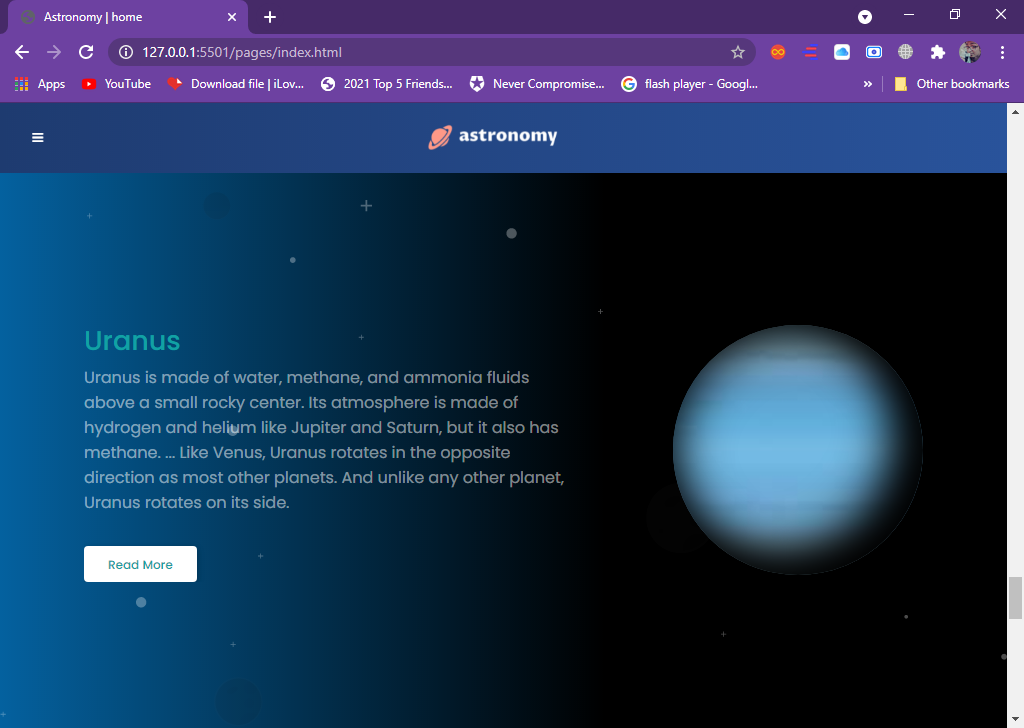 Astronomy | home
127.0.0.1:5501/pages/index.html
Apps YouTube Download file | iLov... 2021 Top 5 Friends... Never Compromise... flash player - Googl... » Other bookmarks
astronomy
Uranus
Uranus is made of water, methane, and ammonia fluids
above a small rocky center. Its atmosphere is made of
hydrogen and helium like Jupiter and Saturn, but it also has
methane. ... Like Venus, Uranus rotates in the opposite
direction as most other planets. And unlike any other planet,
Uranus rotates on its side.
Read More